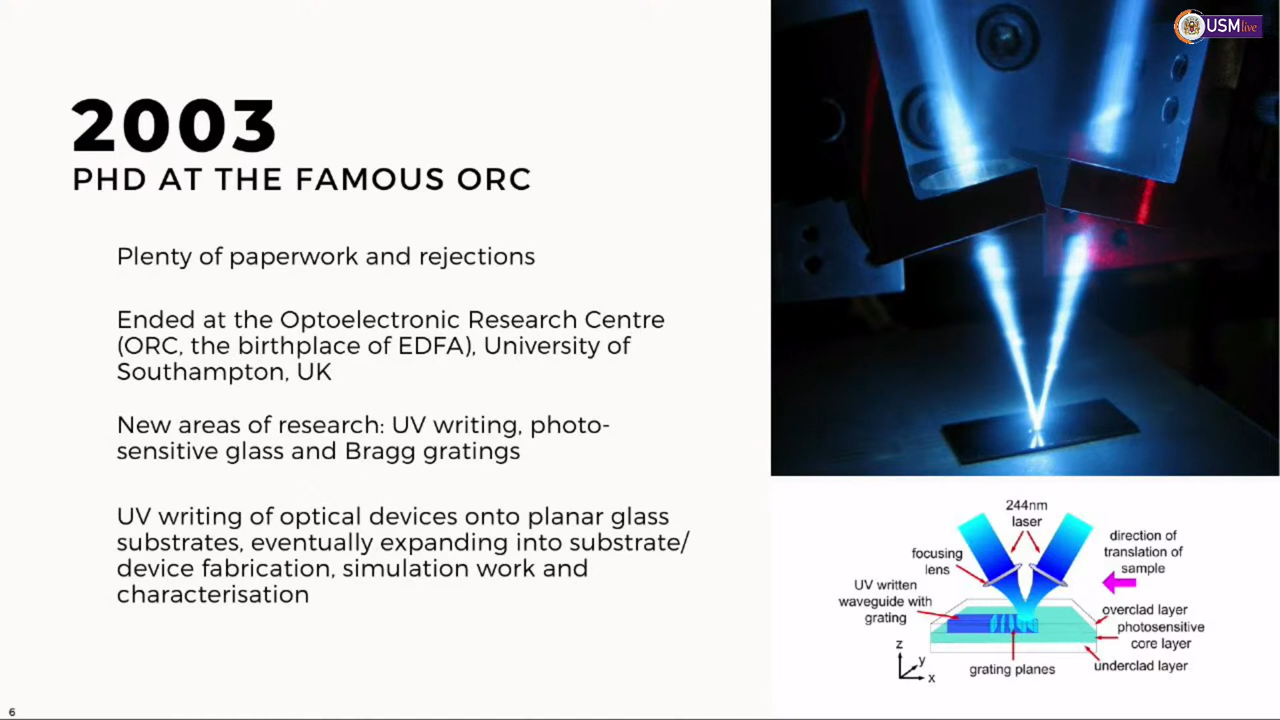 USMlive
2003
PHD AT THE FAMOUS ORC
Plenty of paperwork and rejections
Ended at the Optoelectronic Research Centre
(ORC, the birthplace of EDFA), University of
Southampton, UK
New areas of research: UV writing, photo-
sensitive glass and Bragg gratings
UV writing of optical devices onto planar glass
substrates, eventually expanding into substrate/
device fabrication, simulation work and
characterisation
244nm
laser
focusing
lens
direction of
translation of
sample
UV written
waveguide with
grating
overclad layer
photosensitive
core layer
underclad layer
grating planes
z
y
x
6